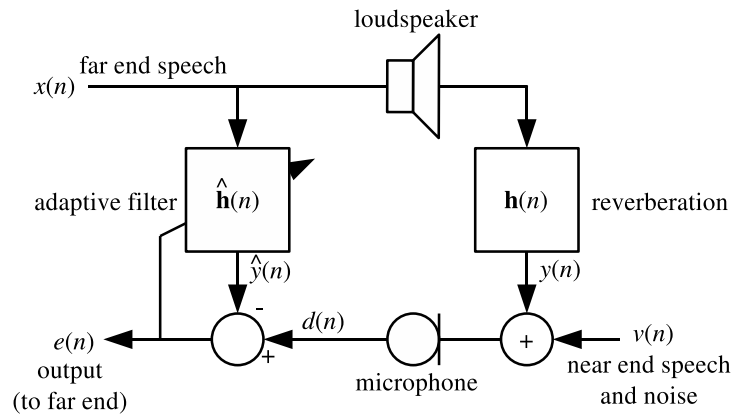 loudspeaker
far end speech
x(n)
adaptive filter
ĥ(n)
h(n)
reverberation
ŷ(n)
y(n)
-
+
d(n)
+
e(n)
output
(to far end)
microphone
v(n)
near end speech
and noise